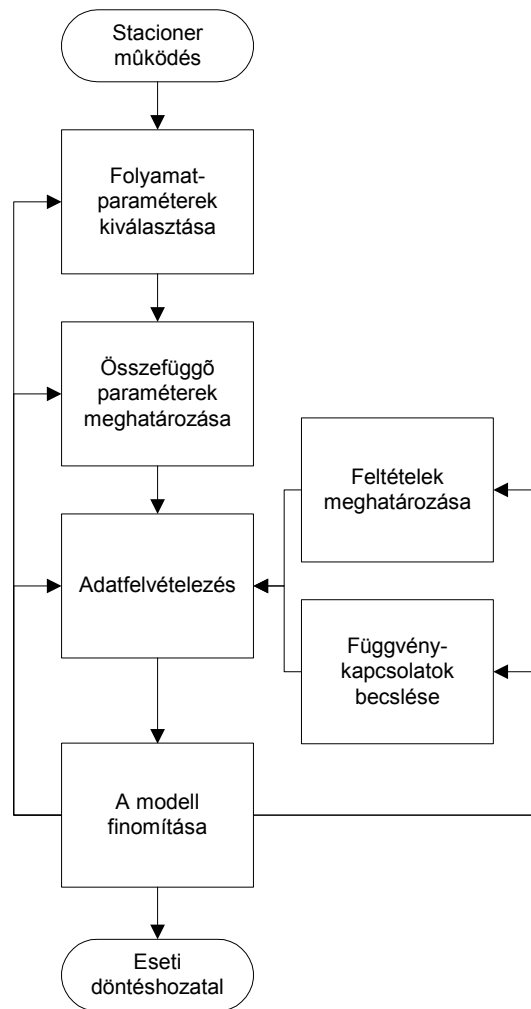 Stacioner
mûködés
Folyamat-
paraméterek
kiválasztása
Összefüggõ
paraméterek
meghatározása
Feltételek
meghatározása
Adatfelvételezés
Függvény-
kapcsolatok
becslése
A modell
finomítása
Eseti
döntéshozatal